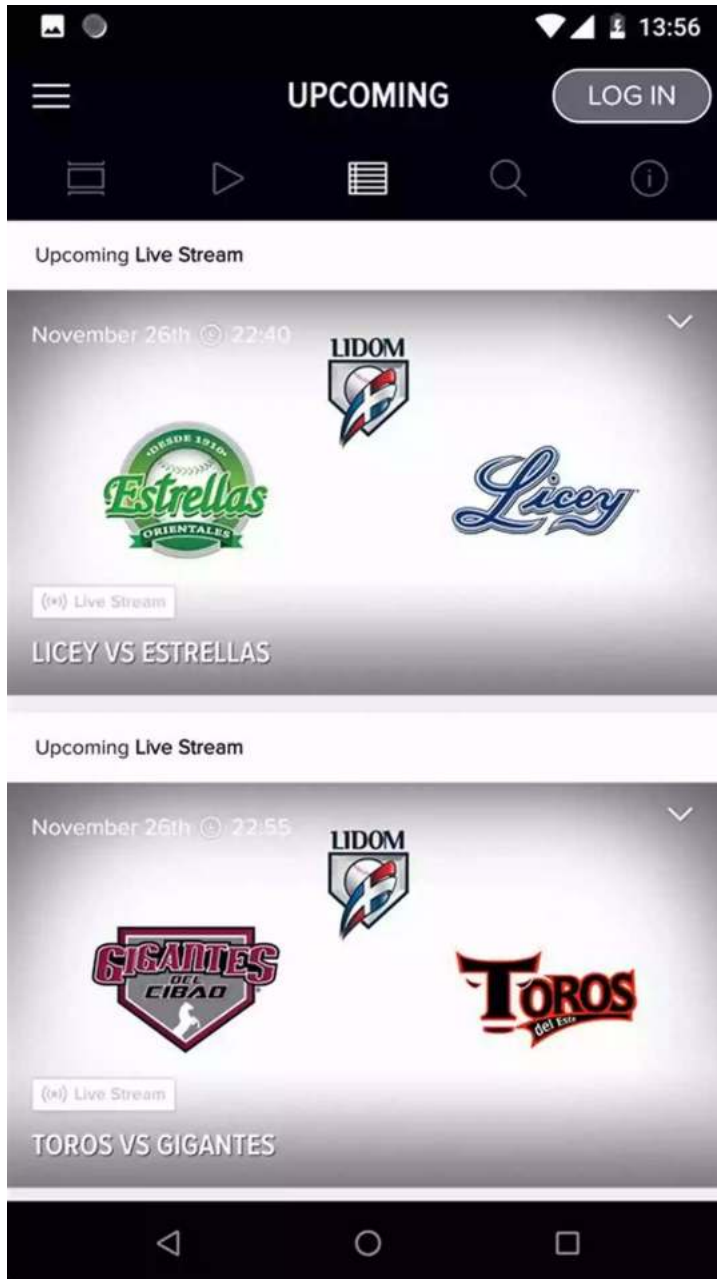 13:56
UPCOMING
LOG IN
Upcoming Live Stream
November 26th 22:40
LIDOM
DESDE 1910
Estrellas
ORIENTALES
Licey
Live Stream
LICEY VS ESTRELLAS
Upcoming Live Stream
November 26th 22:55
LIDOM
GIGANTES
DEL
CIBAO
TOROS
del Este
Live Stream
TOROS VS GIGANTES